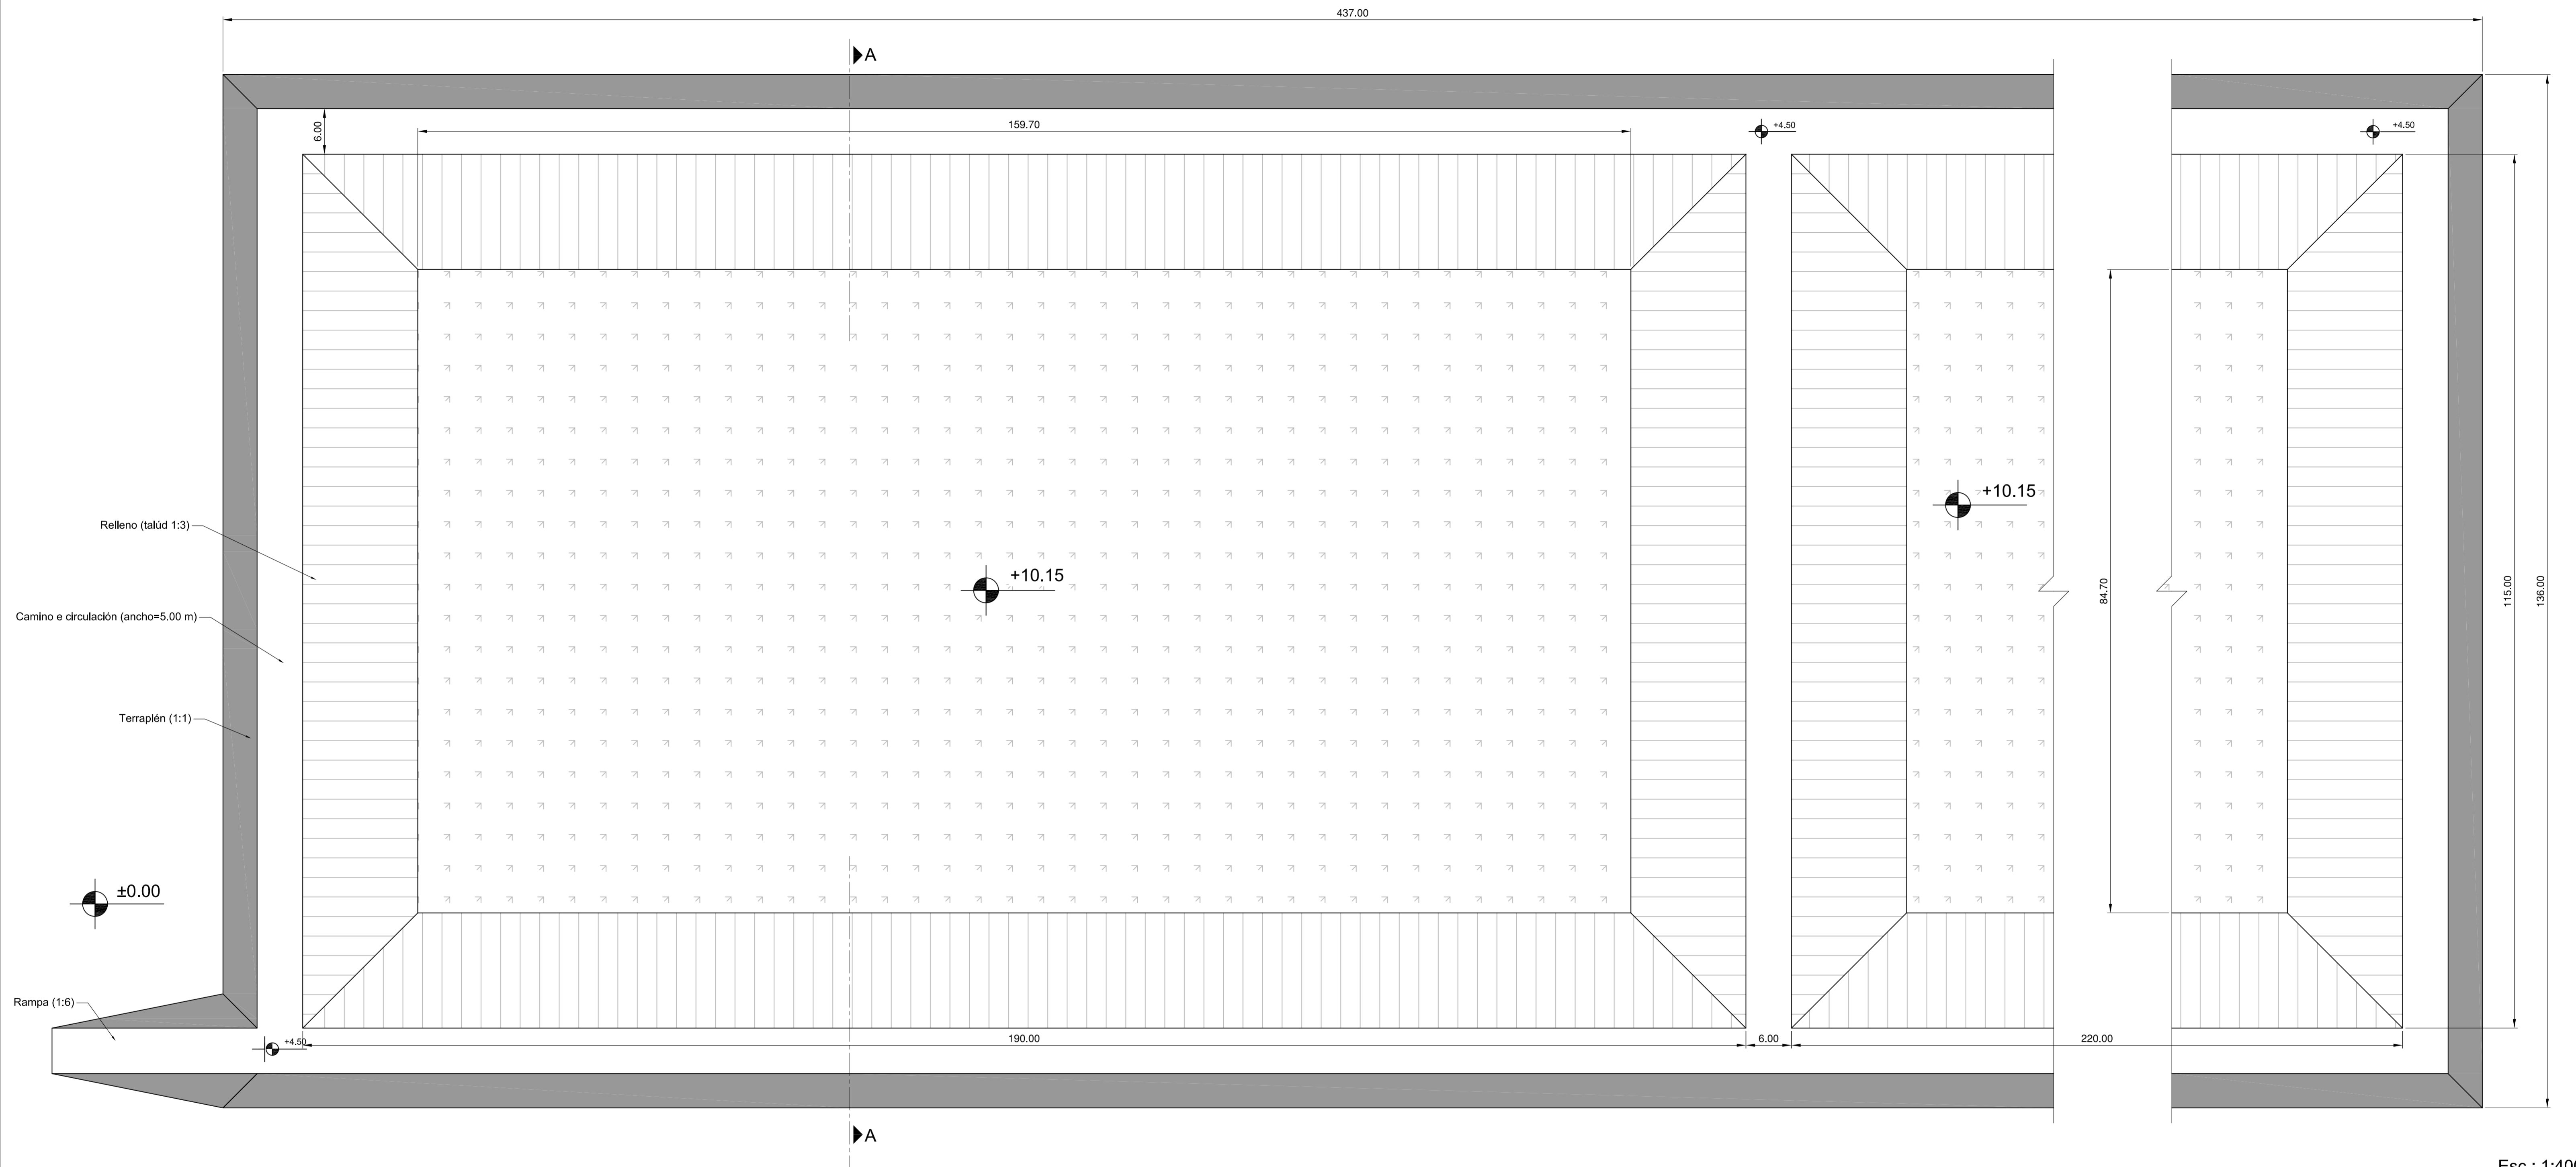 437.00
A
6.00
159.70
+4.50
+4.50
+10.15
Relleno (talúd 1:3)
+10.15
84.70
115.00
136.00
Camino e circulación (ancho=5.00 m)
Terraplén (1:1)
±0.00
Rampa (1:6)
+4.50
190.00
6.00
220.00
A